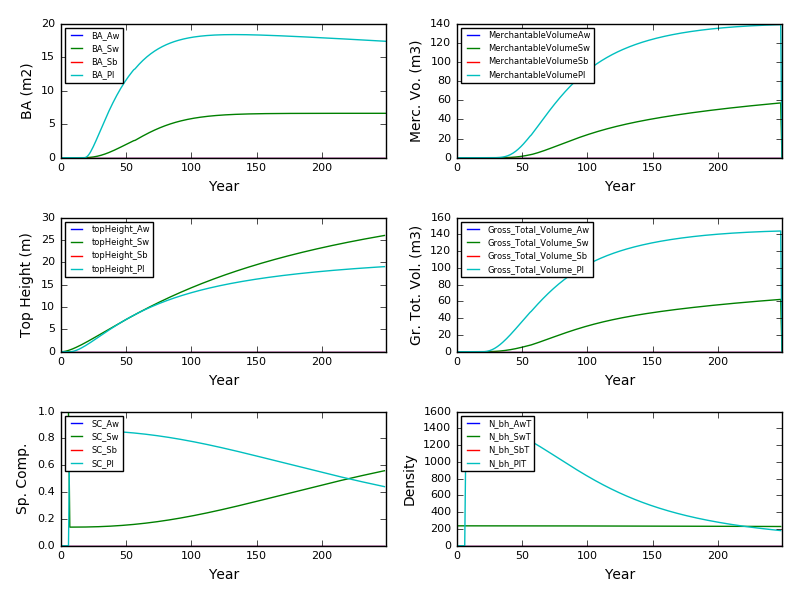 BA (m2)
20
15
10
5
0
BA_Aw
BA_Sw
BA_Sb
BA_Pl
0 50 100 150 200
Year
Merc. Vo. (m3)
140
120
100
80
60
40
20
0
MerchantableVolumeAw
MerchantableVolumeSw
MerchantableVolumeSb
MerchantableVolumePl
0 50 100 150 200
Year
Top Height (m)
30
25
20
15
10
5
0
topHeight_Aw
topHeight_Sw
topHeight_Sb
topHeight_Pl
0 50 100 150 200
Year
Gr. Tot. Vol. (m3)
160
140
120
100
80
60
40
20
0
Gross_Total_Volume_Aw
Gross_Total_Volume_Sw
Gross_Total_Volume_Sb
Gross_Total_Volume_Pl
0 50 100 150 200
Year
Sp. Comp.
1.0
0.8
0.6
0.4
0.2
0.0
SC_Aw
SC_Sw
SC_Sb
SC_Pl
0 50 100 150 200
Year
Density
1600
1400
1200
1000
800
600
400
200
0
N_bh_AwT
N_bh_SwT
N_bh_SbT
N_bh_PlT
0 50 100 150 200
Year